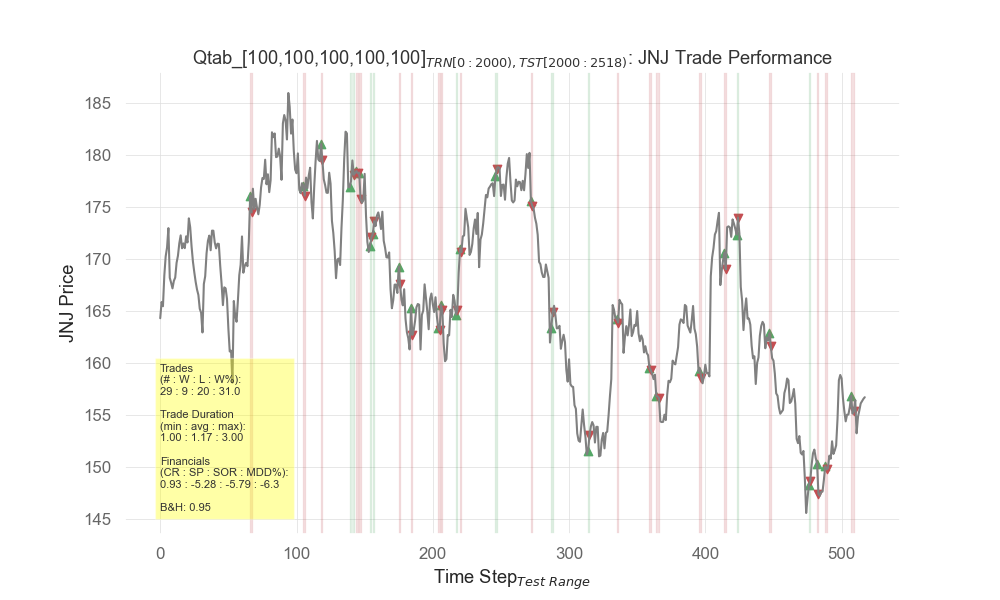 Qtab_[100,100,100,100,100]TRN[0 : 2000), TST[2000 : 2518): JNJ Trade Performance
JNJ Price
185
180
175
170
165
160
155
150
145
Trades
(# : W : L : W%):
29 : 9 : 20 : 31.0
Trade Duration
(min : avg : max):
1.00 : 1.17 : 3.00
Financials
(CR : SP : SOR : MDD%):
0.93 : -5.28 : -5.79 : -6.3
B&H: 0.95
0 100 200 300 400 500
Time StepTest Range